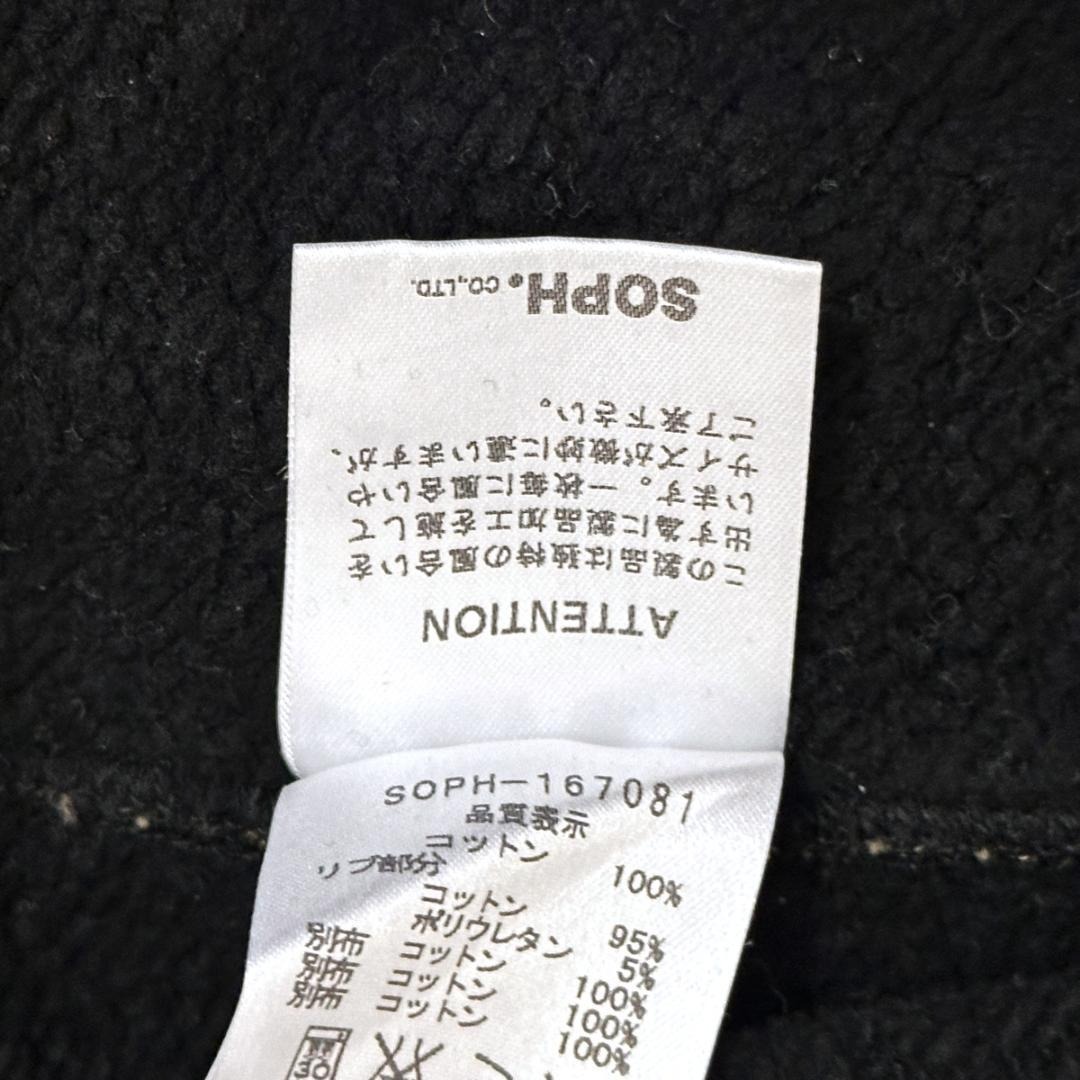 SOPH. CO.,LTD.
ATTENTION
この製品は独特の風合いを
出す為に製品加工を施して
います。一枚毎に風合いや
サイズが微妙に違いますが、
ご了承下さい。
SOPH-167081
品質表示
コットン 100%
リブ部分
コットン 95%
ポリウレタン 5%
別布 コットン 100%
別布 コットン 100%
別布 コットン 100%
30